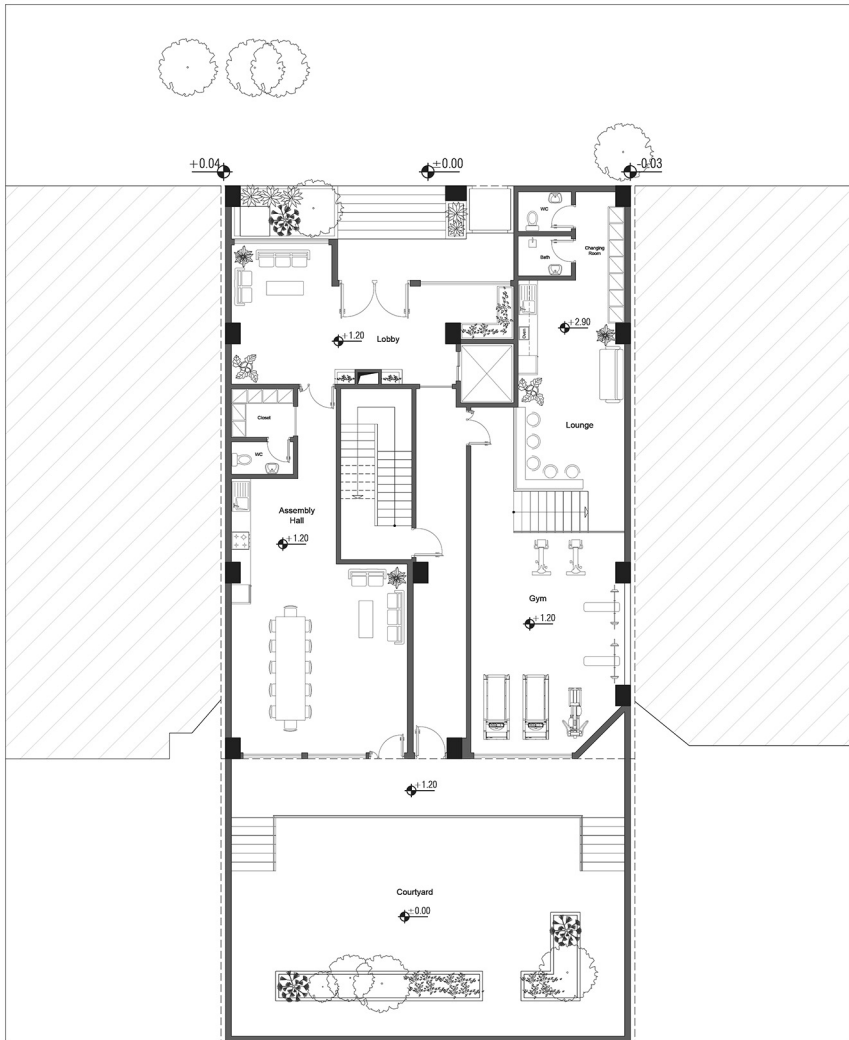 +0.04
±0.00
-0.03
WC
Changing
Room
Bath
+2.90
Oven
+1.20
Lobby
Closet
Lounge
WC
Assembly
Hall
+1.20
Gym
+1.20
+1.20
Courtyard
±0.00